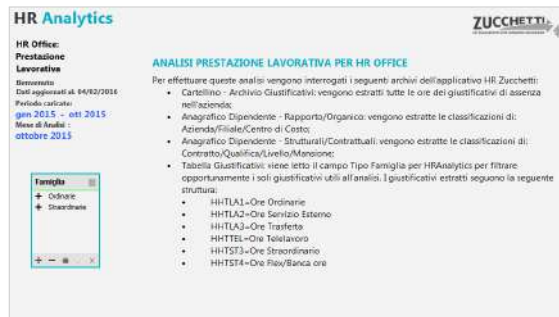 HR Analytics
ZUCCHETTI
HR Office:
Prestazione
Lavorativa
Benvenuto
Dati aggiornati al: 04/02/2016
Periodo caricato:
gen 2015 - ott 2015
Mese di Analisi :
ottobre 2015
Famiglia
Ordinarie
Straordinarie
ANALISI PRESTAZIONE LAVORATIVA PER HR OFFICE
Per effettuare queste analisi vengono interrogati i seguenti archivi dell'applicativo HR Zucchetti:
• Cartellino - Archivio Giustificativi: vengono estratti tutte le ore dei giustificativi di assenza
nell'azienda;
• Anagrafico Dipendente - Rapporto/Organico: vengono estratte le classificazioni di:
Azienda/Filiale/Centro di Costo;
• Anagrafico Dipendente - Strutturali/Contrattuali: vengono estratte le classificazioni di:
Contratto/Qualifica/Livello/Mansione;
• Tabella Giustificativi: viene letto il campo Tipo Famiglia per HRAnalytics per filtrare
opportunamente i soli giustificativi utili all'analisi. I giustificativi estratti seguono la seguente
struttura:
• HHTLA1=Ore Ordinarie
• HHTLA2=Ore Servizio Esterno
• HHTLA3=Ore Trasferta
• HHTTEL=Ore Telelavoro
• HHTST3=Ore Straordinario
• HHTST4=Ore Flex/Banca ore